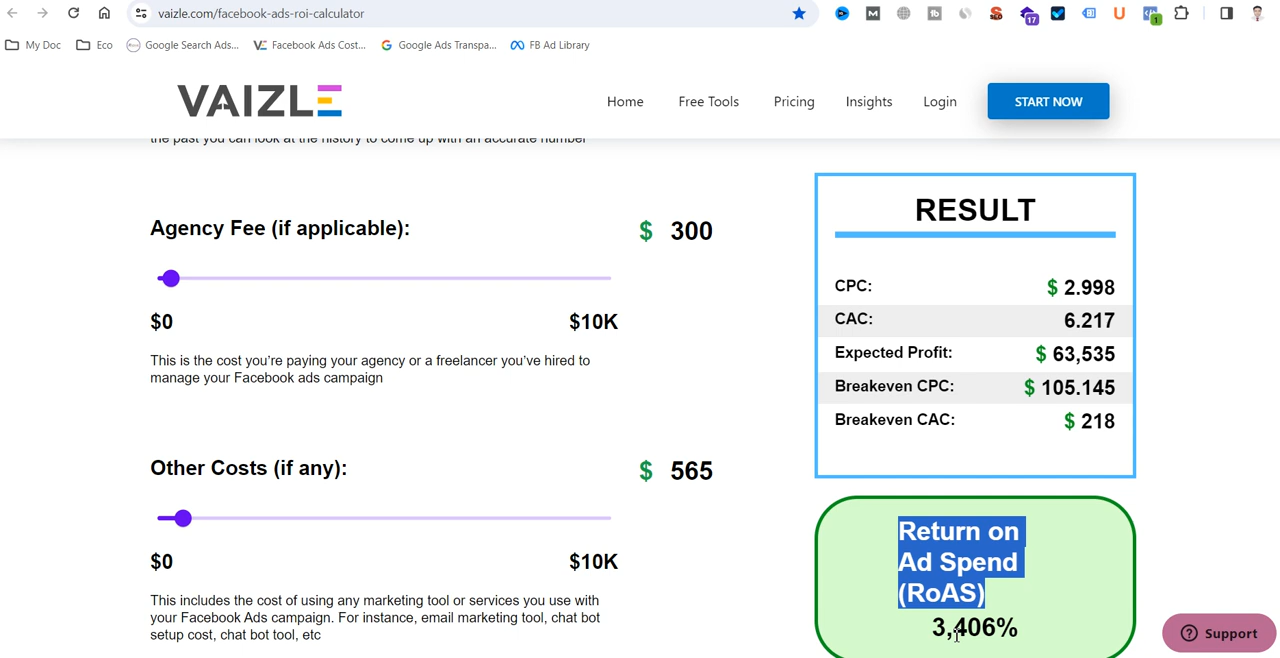 vaizle.com/facebook-ads-roi-calculator
17
1
My Doc
Eco
Google Search Ads...
Facebook Ads Cost...
Google Ads Transpa...
FB Ad Library
VAIZLE
Home
Free Tools
Pricing
Insights
Login
START NOW
the past you can look at the history to come up with an accurate number
Agency Fee (if applicable):
$ 300
$0
$10K
This is the cost you're paying your agency or a freelancer you've hired to
manage your Facebook ads campaign
Other Costs (if any):
$ 565
$0
$10K
This includes the cost of using any marketing tool or services you use with
your Facebook Ads campaign. For instance, email marketing tool, chat bot
setup cost, chat bot tool, etc
RESULT
CPC: $ 2.998
CAC: 6.217
Expected Profit: $ 63,535
Breakeven CPC: $ 105.145
Breakeven CAC: $ 218
Return on
Ad Spend
(RoAS)
3,406%
Support